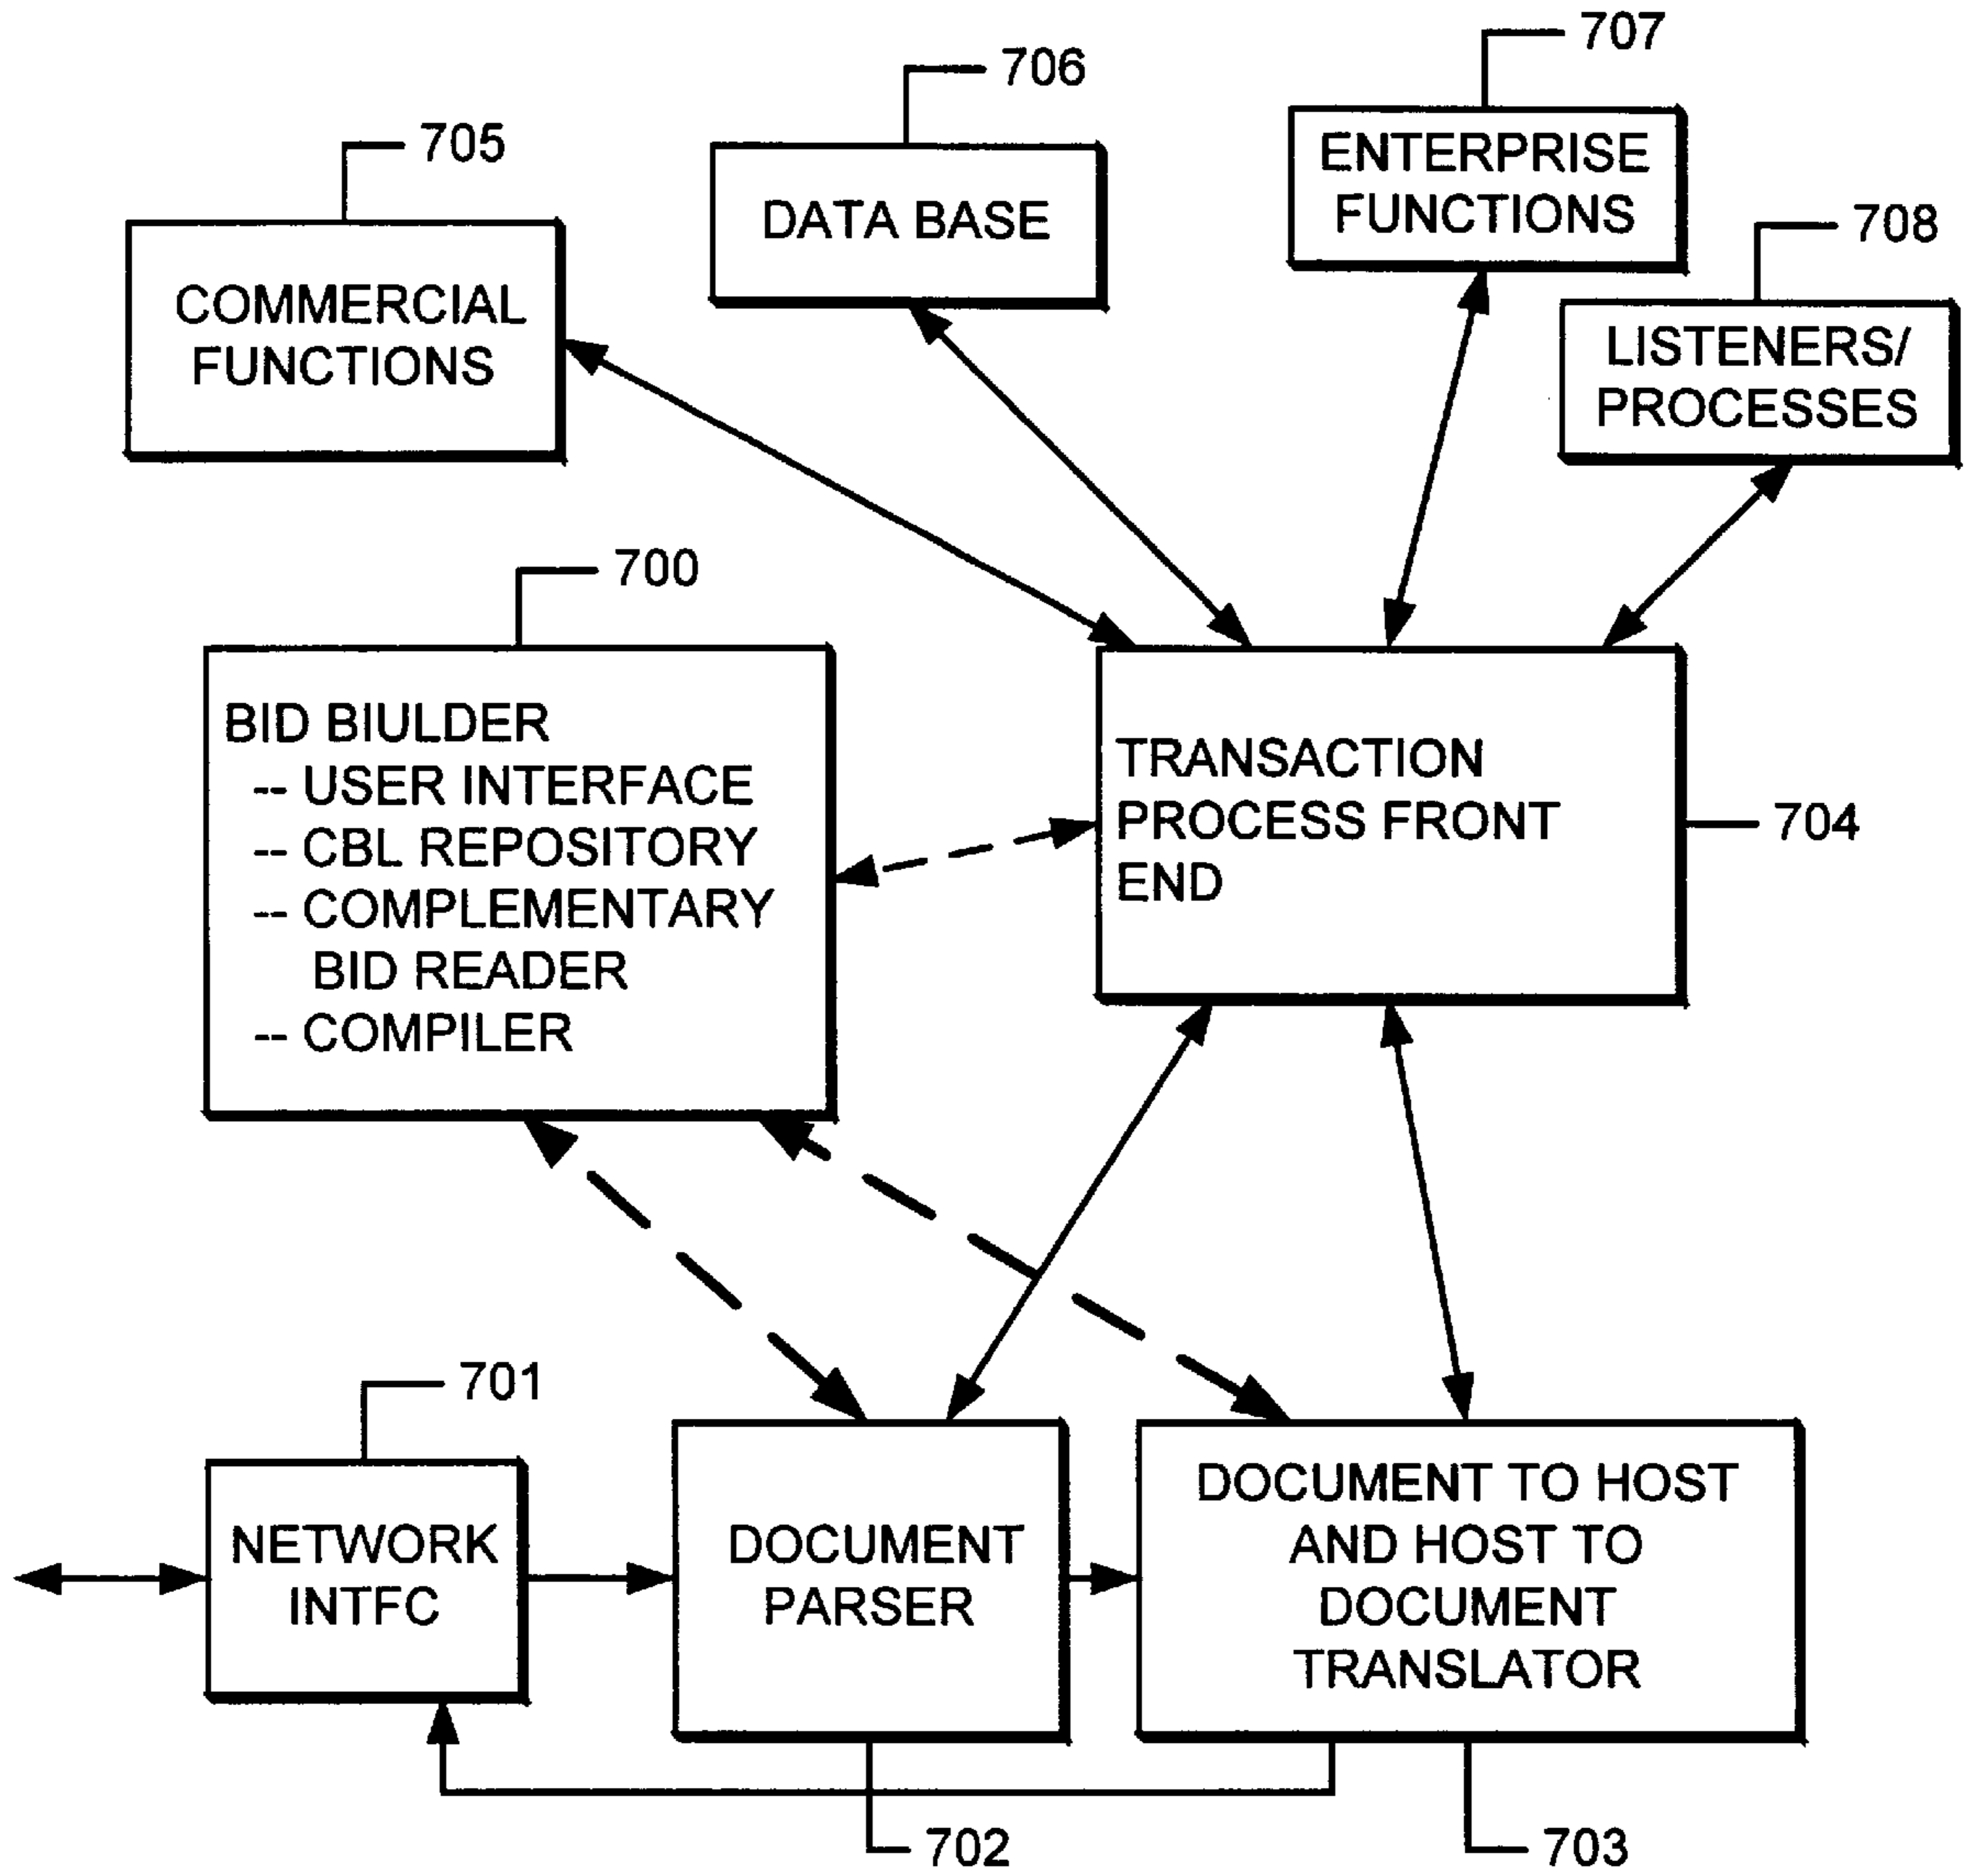 707
706
705
ENTERPRISE
FUNCTIONS
DATA BASE
708
COMMERCIAL
FUNCTIONS
LISTENERS/
PROCESSES
700
BID BIULDER
-- USER INTERFACE
-- CBL REPOSITORY
-- COMPLEMENTARY
BID READER
-- COMPILER
TRANSACTION
PROCESS FRONT
END
704
701
NETWORK
INTFC
DOCUMENT
PARSER
DOCUMENT TO HOST
AND HOST TO
DOCUMENT
TRANSLATOR
702
703